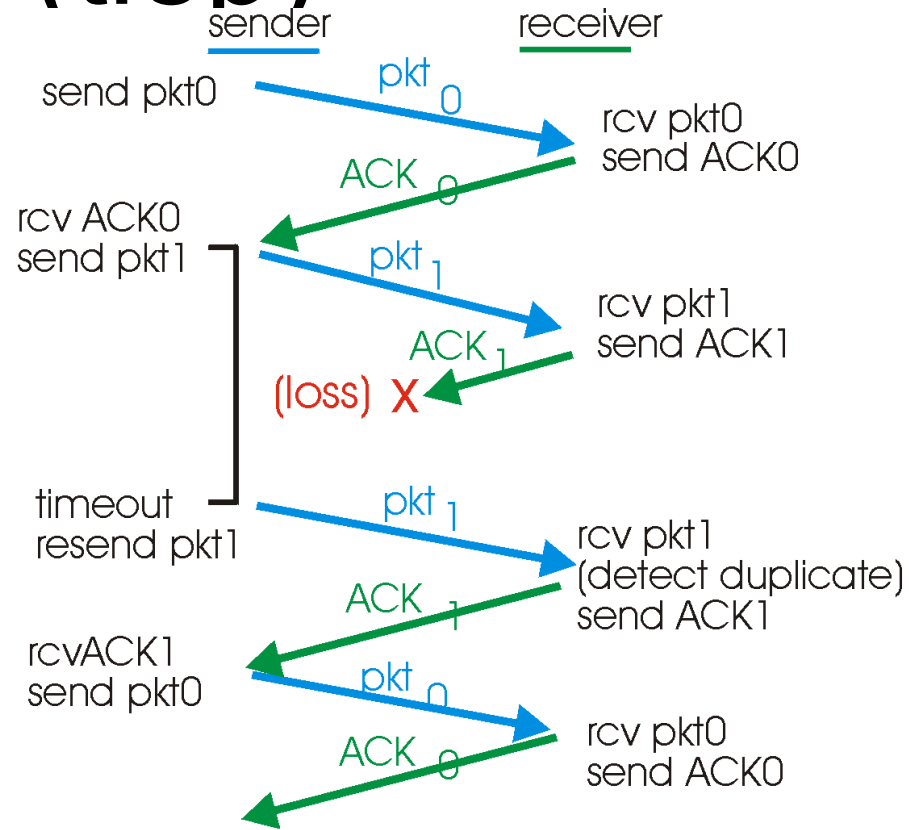 sender
receiver
send pkt0
pkt 0
rcv pkt0
send ACK0
ACK 0
rcv ACK0
send pkt1
pkt 1
rcv pkt1
send ACK1
ACK 1
(loss) X
timeout
resend pkt1
pkt 1
rcv pkt1
(detect duplicate)
send ACK1
ACK 1
rcvACK1
send pkt0
pkt 0
rcv pkt0
send ACK0
ACK 0